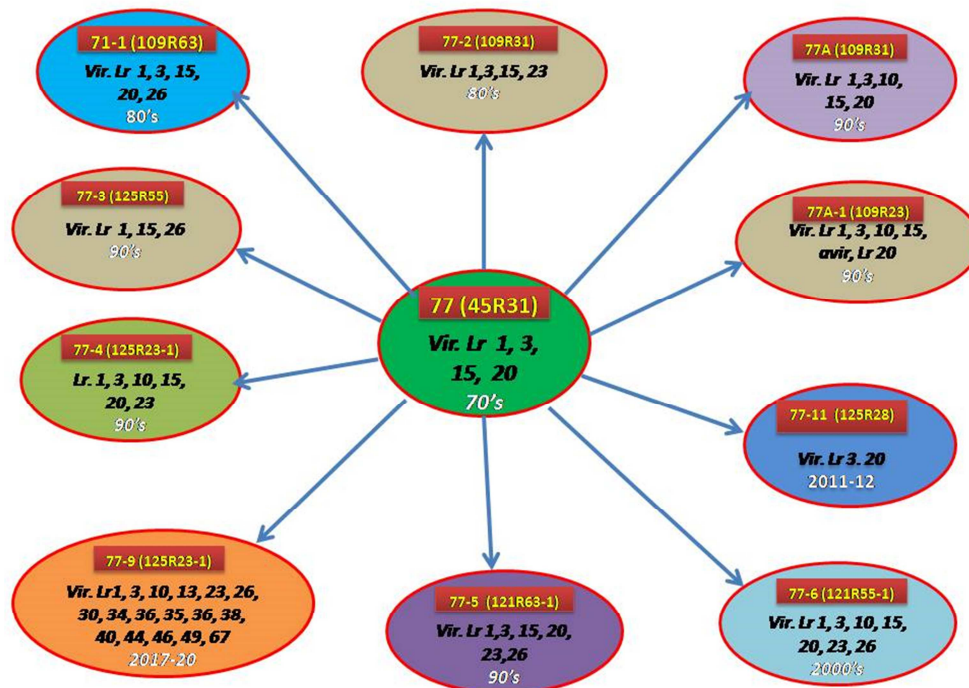 71-1 (109R63)
Vir. Lr 1, 3, 15,
20, 26
80's
77-2 (109R31)
Vir. Lr 1,3,15, 23
80's
77A (109R31)
Vir. Lr 1,3,10,
15, 20
90's
77-3 (125R55)
Vir. Lr 1, 15, 26
90's
77A-1 (109R23)
Vir. Lr 1, 3, 10, 15,
avir, Lr 20
90's
77 (45R31)
Vir. Lr 1, 3,
15, 20
70's
77-4 (125R23-1)
Lr. 1, 3, 10, 15,
20, 23
90's
77-11 (125R28)
Vir. Lr 3. 20
2011-12
77-9 (125R23-1)
Vir. Lr1, 3, 10, 13, 23, 26,
30, 34, 36, 35, 36, 38,
40, 44, 46, 49, 67
2017-20
77-5 (121R63-1)
Vir. Lr 1,3, 15, 20,
23,26
90's
77-6 (121R55-1)
Vir. Lr 1, 3, 10, 15,
20, 23, 26
2000's